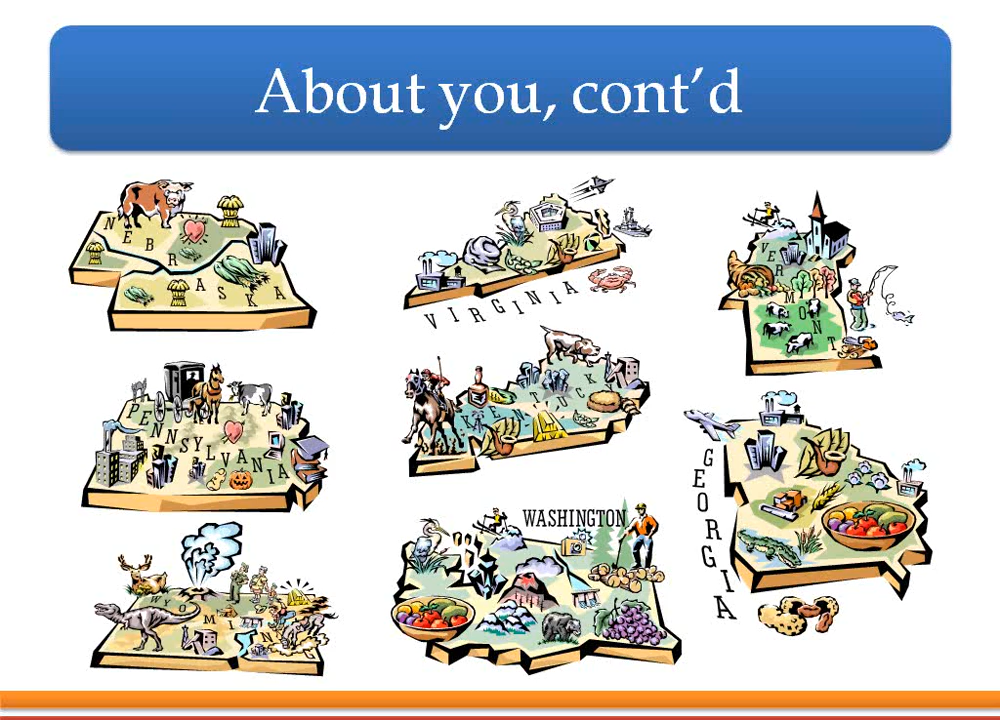 About you, cont'd
NEBRASKA
VIRGINIA
VERMONT
PENNSYLVANIA
KENTUCKY
GEORGIA
WASHINGTON